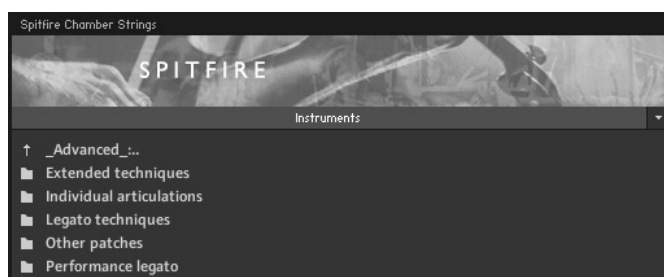 Spitfire Chamber Strings
SPITFIRE
Instruments
↑ _Advanced_:..
Extended techniques
Individual articulations
Legato techniques
Other patches
Performance legato